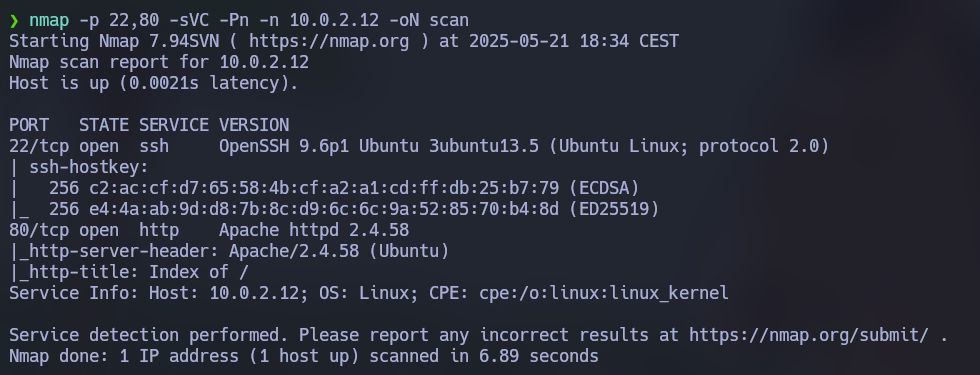 ❯ nmap -p 22,80 -sVC -Pn -n 10.0.2.12 -oN scan
Starting Nmap 7.94SVN ( https://nmap.org ) at 2025-05-21 18:34 CEST
Nmap scan report for 10.0.2.12
Host is up (0.0021s latency).

PORT   STATE SERVICE VERSION
22/tcp open  ssh     OpenSSH 9.6p1 Ubuntu 3ubuntu13.5 (Ubuntu Linux; protocol 2.0)
| ssh-hostkey:
|   256 c2:ac:cf:d7:65:58:4b:cf:a2:a1:cd:ff:db:25:b7:79 (ECDSA)
|_  256 e4:4a:ab:9d:d8:7b:8c:d9:6c:6c:9a:52:85:70:b4:8d (ED25519)
80/tcp open  http    Apache httpd 2.4.58
|_http-server-header: Apache/2.4.58 (Ubuntu)
|_http-title: Index of /
Service Info: Host: 10.0.2.12; OS: Linux; CPE: cpe:/o:linux:linux_kernel

Service detection performed. Please report any incorrect results at https://nmap.org/submit/ .
Nmap done: 1 IP address (1 host up) scanned in 6.89 seconds